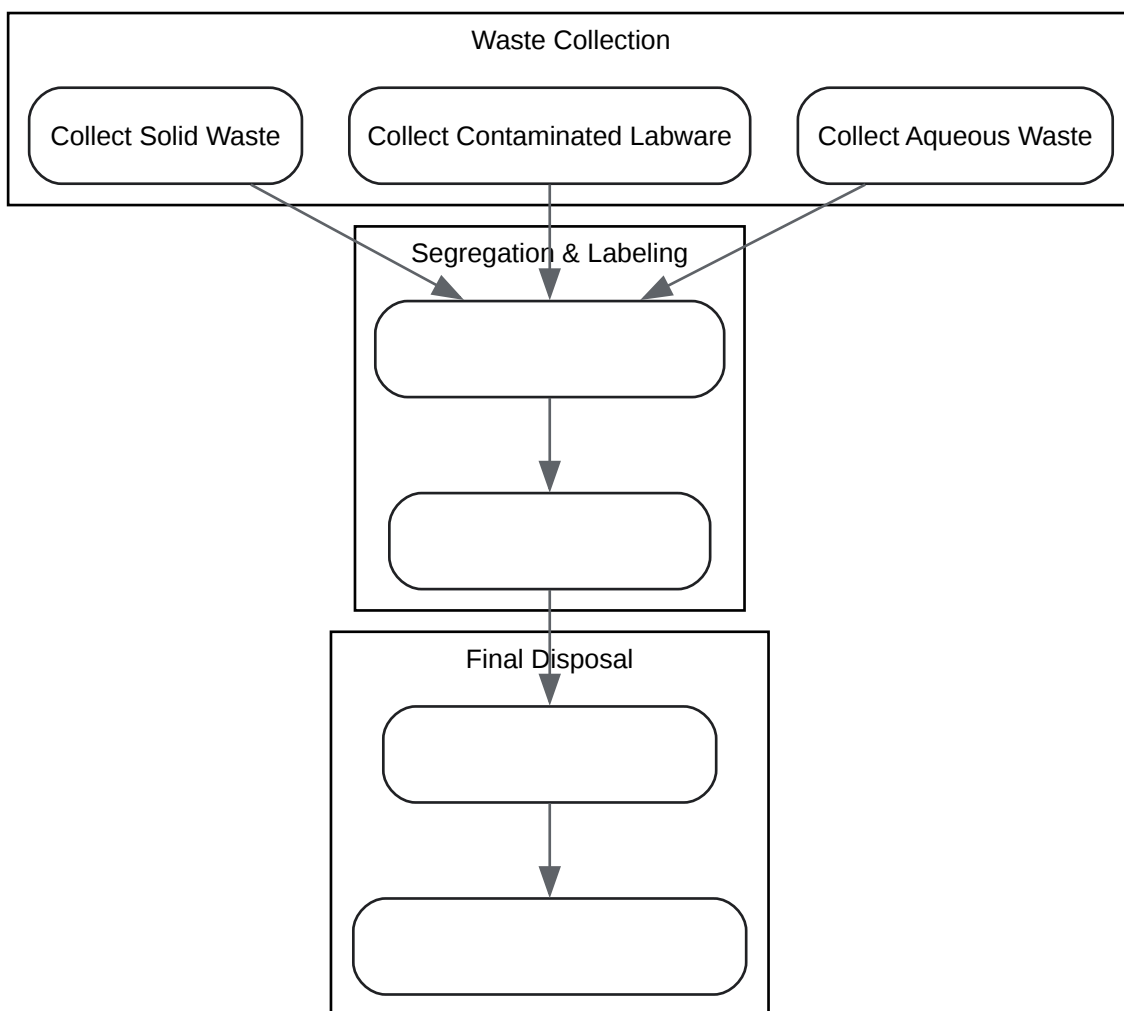 Waste Collection
Collect Solid Waste
Collect Contaminated Labware
Collect Aqueous Waste
Segregation & Labeling
Final Disposal